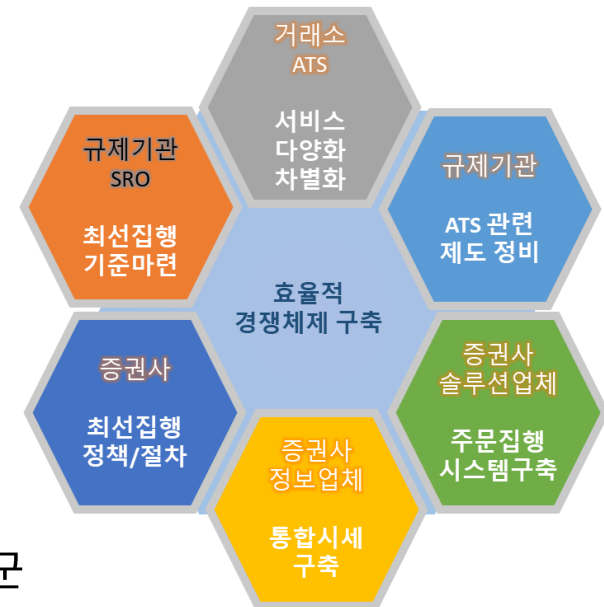 거래소
ATS
서비스
다양화
차별화
규제기관
SRO
최선집행
기준마련
규제기관
ATS 관련
제도 정비
효율적
경쟁체제 구축
증권사
최선집행
정책/절차
증권사
솔루션업체
주문집행
시스템구축
증권사
정보업체
통합시세
구축
군